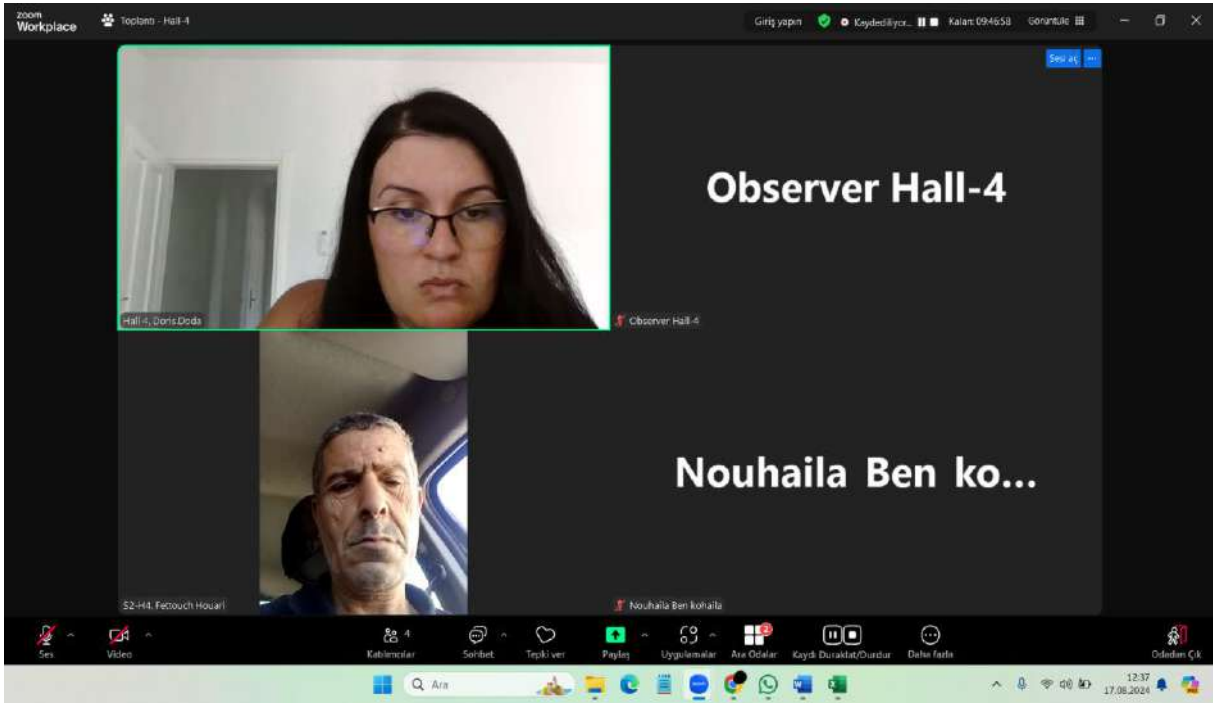 zoom
Workplace
Toplantı - Hall-4
Giriş yapın
Kaydediliyor...
Kalan: 09:46:58
Görüntüle
Sesi aç
...
Observer Hall-4
Hall 4, Doris Doda
Observer Hall-4
Nouhaila Ben ko...
S2-H4, Fettouch Houari
Nouhaila Ben kohaila
4
2
Ses
Video
Katılımcılar
Sohbet
Tepki ver
Paylaş
Uygulamalar
Ara Odalar
Kaydı Duraklat/Durdur
Daha fazla
Odadan Çık
Ara
12:37
17.08.2024